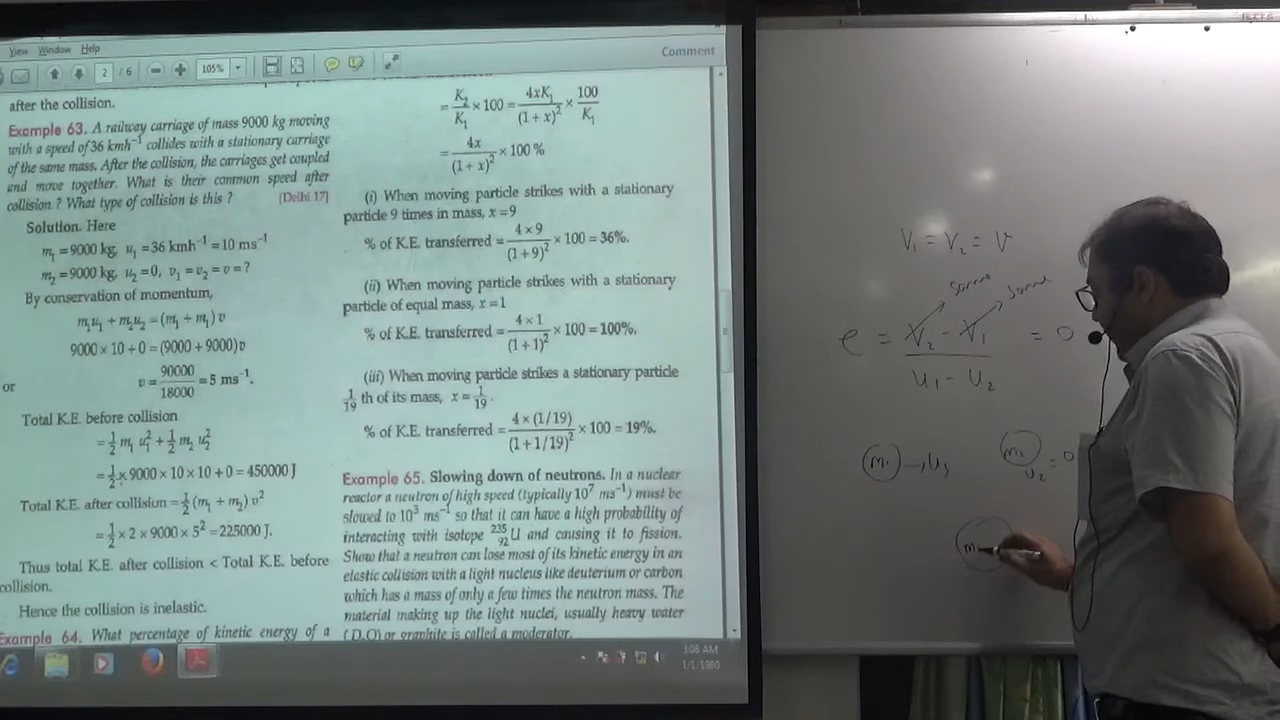 View Window Help
Comment
2 / 6
105%
after the collision.
Example 63. A railway carriage of mass 9000 kg moving
with a speed of 36 kmh⁻¹ collides with a stationary carriage
of the same mass. After the collision, the carriages get coupled
and move together. What is their common speed after
collision ? What type of collision is this ? [Delhi 17]
Solution. Here
m₁ = 9000 kg, u₁ = 36 kmh⁻¹ = 10 ms⁻¹
m₂ = 9000 kg, u₂ = 0, v₁ = v₂ = v = ?
By conservation of momentum,
m₁u₁ + m₂u₂ = (m₁ + m₁) v
9000 × 10 + 0 = (9000 + 9000) v
or v = 90000/18000 = 5 ms⁻¹.
Total K.E. before collision
= 1/2 m₁ u₁² + 1/2 m₂ u₂²
= 1/2 × 9000 × 10 × 10 + 0 = 450000 J
Total K.E. after collision = 1/2 (m₁ + m₂) v²
= 1/2 × 2 × 9000 × 5² = 225000 J.
Thus total K.E. after collision < Total K.E. before
collision.
Hence the collision is inelastic.
Example 64. What percentage of kinetic energy of a
= K₂/K₁ × 100 = 4xK₁/(1 + x)² × 100/K₁
= 4x/(1 + x)² × 100 %
(i) When moving particle strikes with a stationary
particle 9 times in mass, x = 9
% of K.E. transferred = 4 × 9/(1 + 9)² × 100 = 36%.
(ii) When moving particle strikes with a stationary
particle of equal mass, x = 1
% of K.E. transferred = 4 × 1/(1 + 1)² × 100 = 100%.
(iii) When moving particle strikes a stationary particle
1/19 th of its mass, x = 1/19.
% of K.E. transferred = 4 × (1/19)/(1 + 1/19)² × 100 = 19%.
Example 65. Slowing down of neutrons. In a nuclear
reactor a neutron of high speed (typically 10⁷ ms⁻¹) must be
slowed to 10³ ms⁻¹ so that it can have a high probability of
interacting with isotope ²³⁵₉₂U and causing it to fission.
Show that a neutron can lose most of its kinetic energy in an
elastic collision with a light nucleus like deuterium or carbon
which has a mass of only a few times the neutron mass. The
material making up the light nuclei, usually heavy water
(D₂O) or graphite is called a moderator.
3:08 AM
1/1/1980
V₁ = V₂ = V
same same
e = V₂ - V₁ / u₁ - u₂ = 0
m₁ → u₁ m₂
u₂ = 0
m